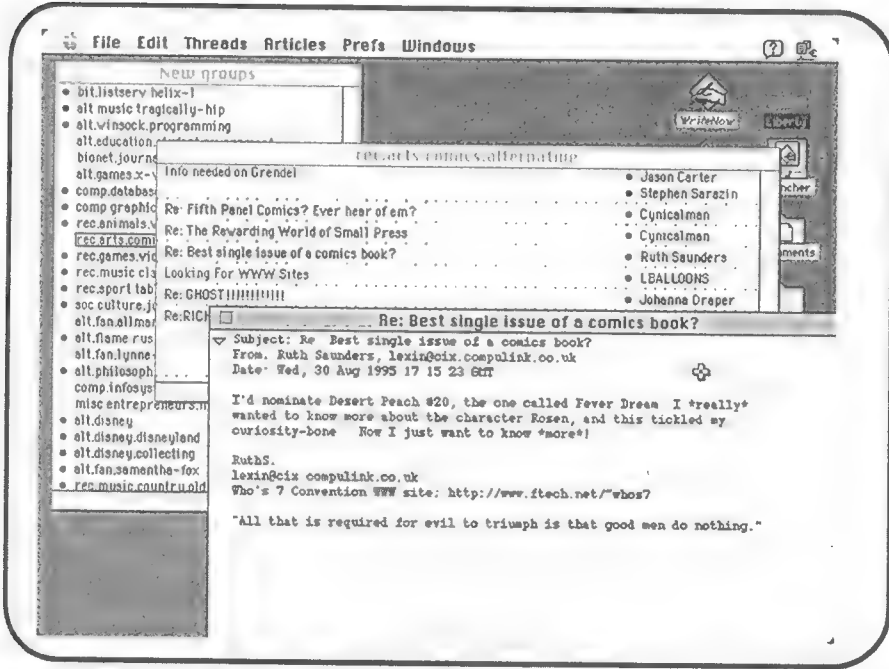 File Edit Threads Articles Prefs Windows
New groups
bit.listserv helix-l
alt music tragically-hip
alt.winsock.programming
alt.education.
bionet.journa
alt.games.x-v
comp.databas
comp graphic
rec.animals.w
rec.arts.comi
rec.games.vid
rec.music cla
rec.sport tab
soc culture.j
alt.fan.allmar
alt.flame rus
alt.fan.lynne-
alt.philosoph
comp.infosys
misc entrepreneurs.m
alt.disney
alt.disney.disneyland
alt.disney.collecting
alt.fan.samantha-fox
rec.music.country.old
WriteNow
ncher
ments
rec.arts.comics.alternative
Info needed on Grendel
Jason Carter
Stephen Sarazin
Re: Fifth Panel Comics? Ever hear of em?
Cynicalman
Re: The Rewarding World of Small Press
Cynicalman
Re: Best single issue of a comics book?
Ruth Saunders
Looking For WWW Sites
LBALLOONS
Re: GHOST!!!!!!!!!!!!
Johanna Draper
Re:RICH
Re: Best single issue of a comics book?
Subject: Re Best single issue of a comics book?
From. Ruth Saunders, lexin@cix.compulink.co.uk
Date: Wed, 30 Aug 1995 17 15 23 GMT
I'd nominate Desert Peach #20, the one called Fever Dream I *really*
wanted to know more about the character Rosen, and this tickled my
curiosity-bone Now I just want to know *more*!
RuthS.
lexin@cix compulink.co.uk
Who's 7 Convention WWW site; http://www.ftech.net/~whos7
"All that is required for evil to triumph is that good men do nothing."